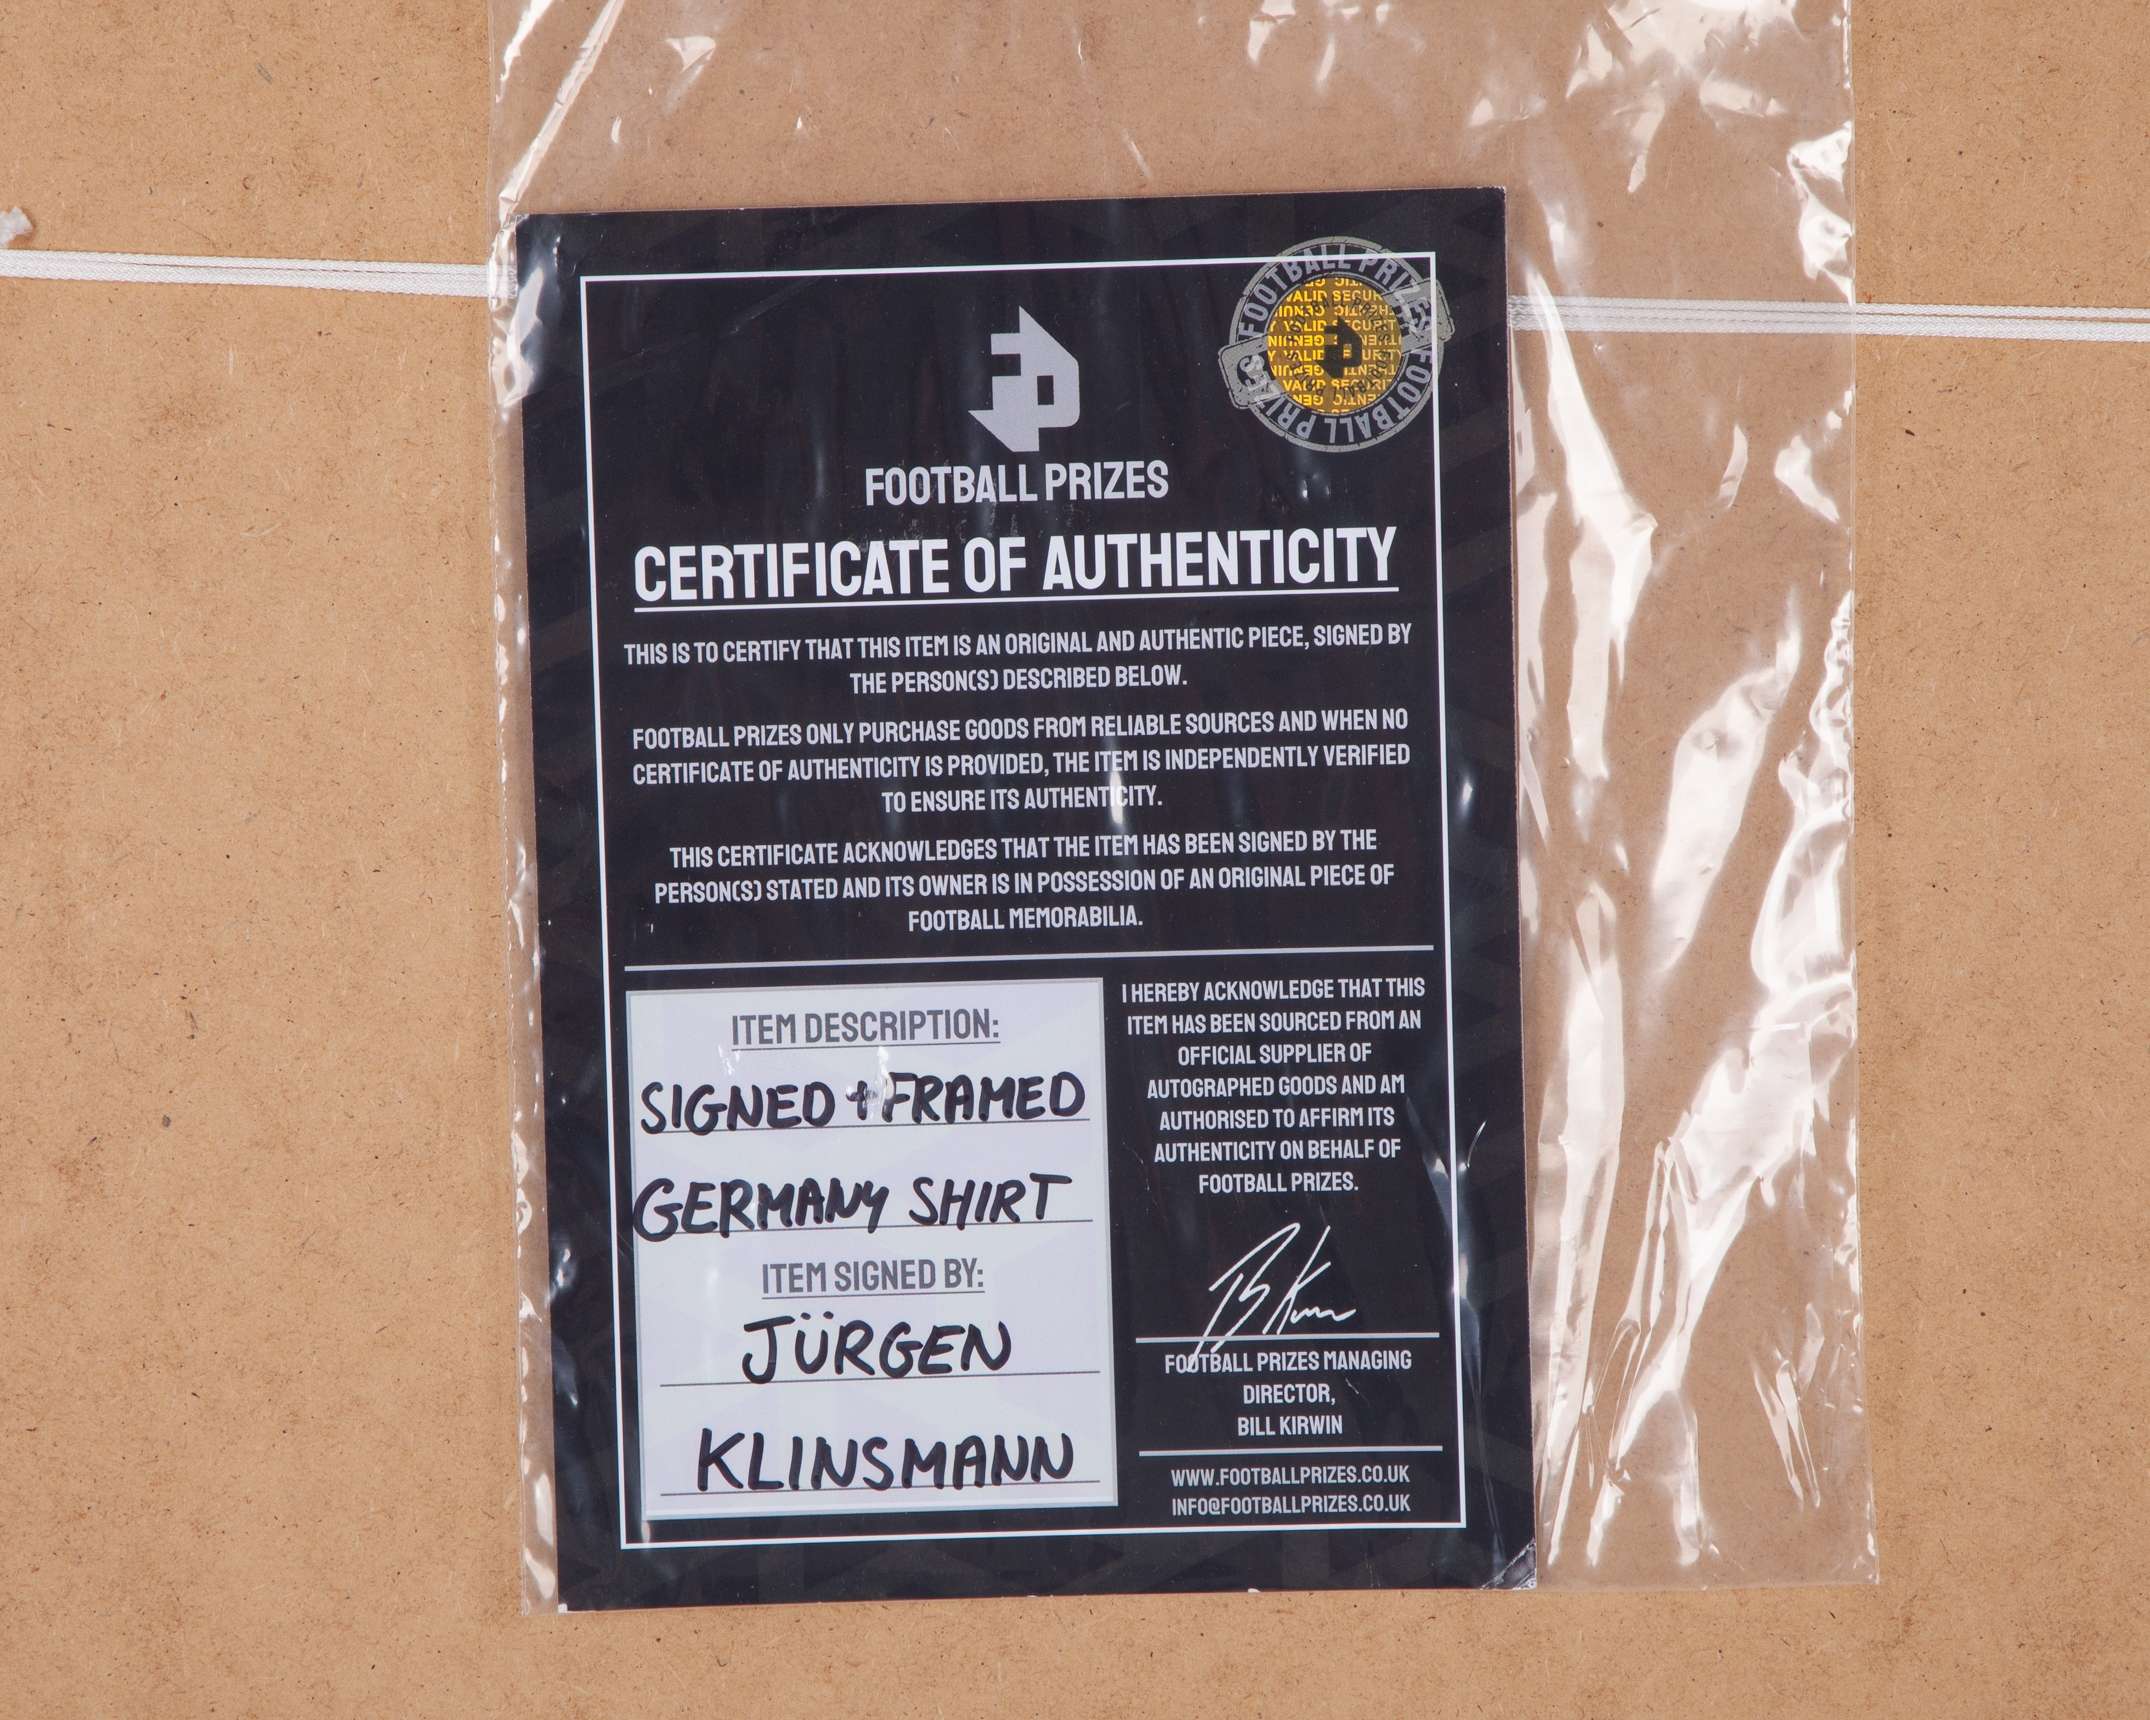 FOOTBALL PRIZES
FOOTBALL PRIZES
FOOTBALL PRIZES
FOOTBALL PRIZES
CERTIFICATE OF AUTHENTICITY
THIS IS TO CERTIFY THAT THIS ITEM IS AN ORIGINAL AND AUTHENTIC PIECE, SIGNED BY
THE PERSON(S) DESCRIBED BELOW.
FOOTBALL PRIZES ONLY PURCHASE GOODS FROM RELIABLE SOURCES AND WHEN NO
CERTIFICATE OF AUTHENTICITY IS PROVIDED, THE ITEM IS INDEPENDENTLY VERIFIED
TO ENSURE ITS AUTHENTICITY.
THIS CERTIFICATE ACKNOWLEDGES THAT THE ITEM HAS BEEN SIGNED BY THE
PERSON(S) STATED AND ITS OWNER IS IN POSSESSION OF AN ORIGINAL PIECE OF
FOOTBALL MEMORABILIA.
ITEM DESCRIPTION:
SIGNED + FRAMED
GERMANY SHIRT
ITEM SIGNED BY:
JÜRGEN
KLINSMANN
I HEREBY ACKNOWLEDGE THAT THIS
ITEM HAS BEEN SOURCED FROM AN
OFFICIAL SUPPLIER OF
AUTOGRAPHED GOODS AND AM
AUTHORISED TO AFFIRM ITS
AUTHENTICITY ON BEHALF OF
FOOTBALL PRIZES.
FOOTBALL PRIZES MANAGING
DIRECTOR,
BILL KIRWIN
WWW.FOOTBALLPRIZES.CO.UK
INFO@FOOTBALLPRIZES.CO.UK